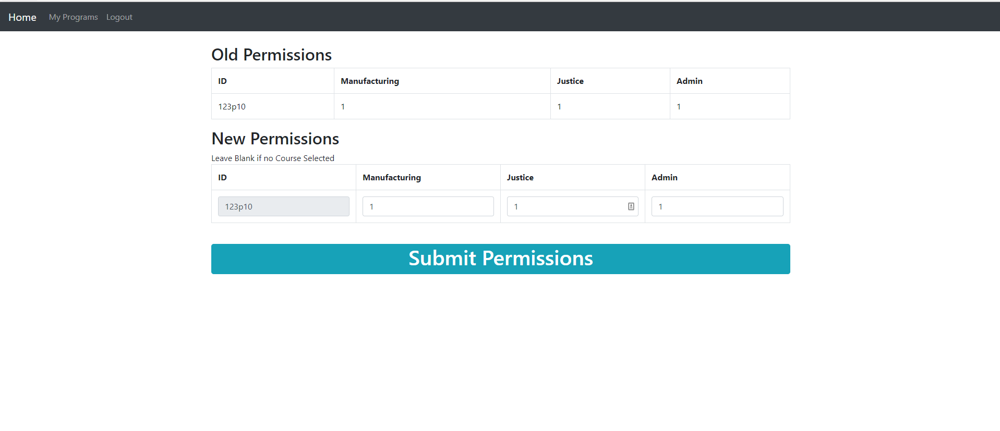 Home My Programs Logout
Old Permissions
ID Manufacturing Justice Admin
123p10 1 1 1
New Permissions
Leave Blank if no Course Selected
ID Manufacturing Justice Admin
123p10 1 1 1
Submit Permissions